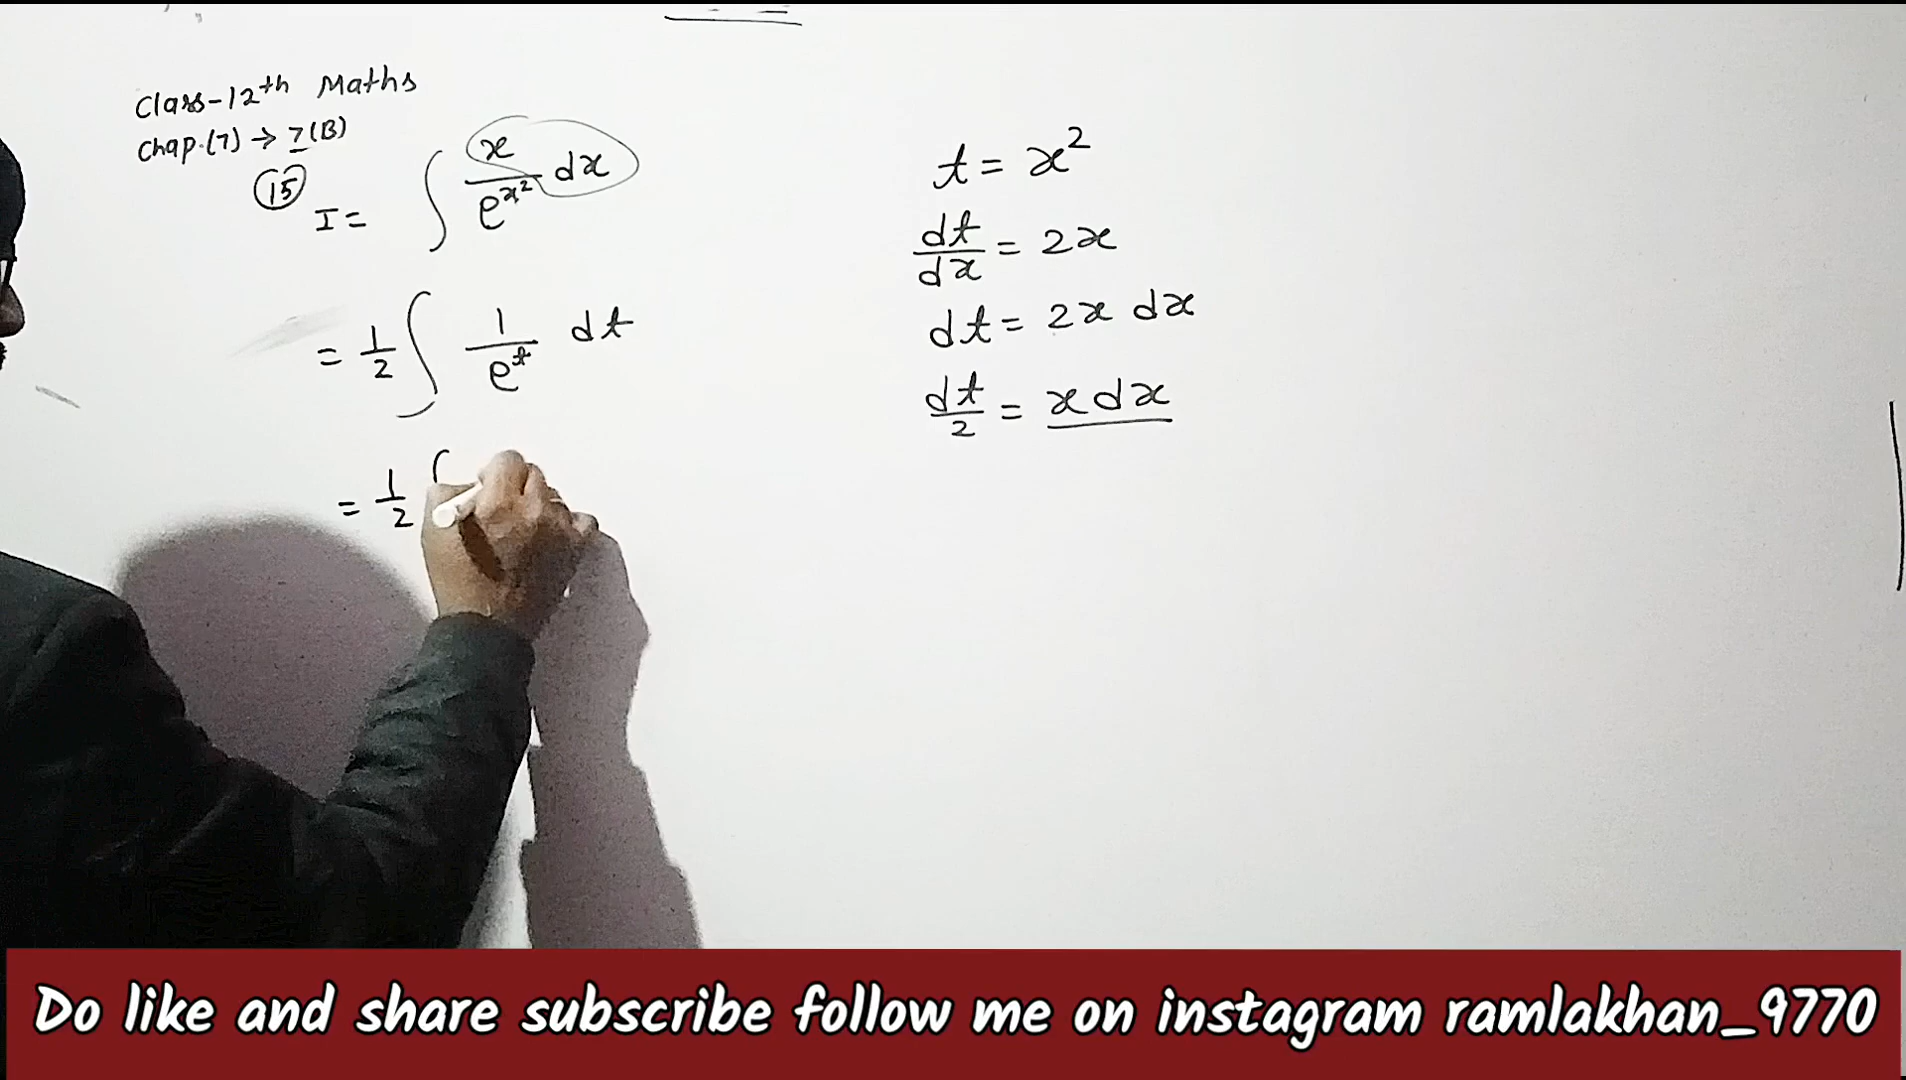 Class-12th Maths
Chap.(7) → 7(B)
15
I = ∫ x/e^x² dx
= 1/2 ∫ 1/e^t dt
= 1/2 ∫
t = x²
dt/dx = 2x
dt = 2x dx
dt/2 = x dx
Do like and share subscribe follow me on instagram ramlakhan_9770